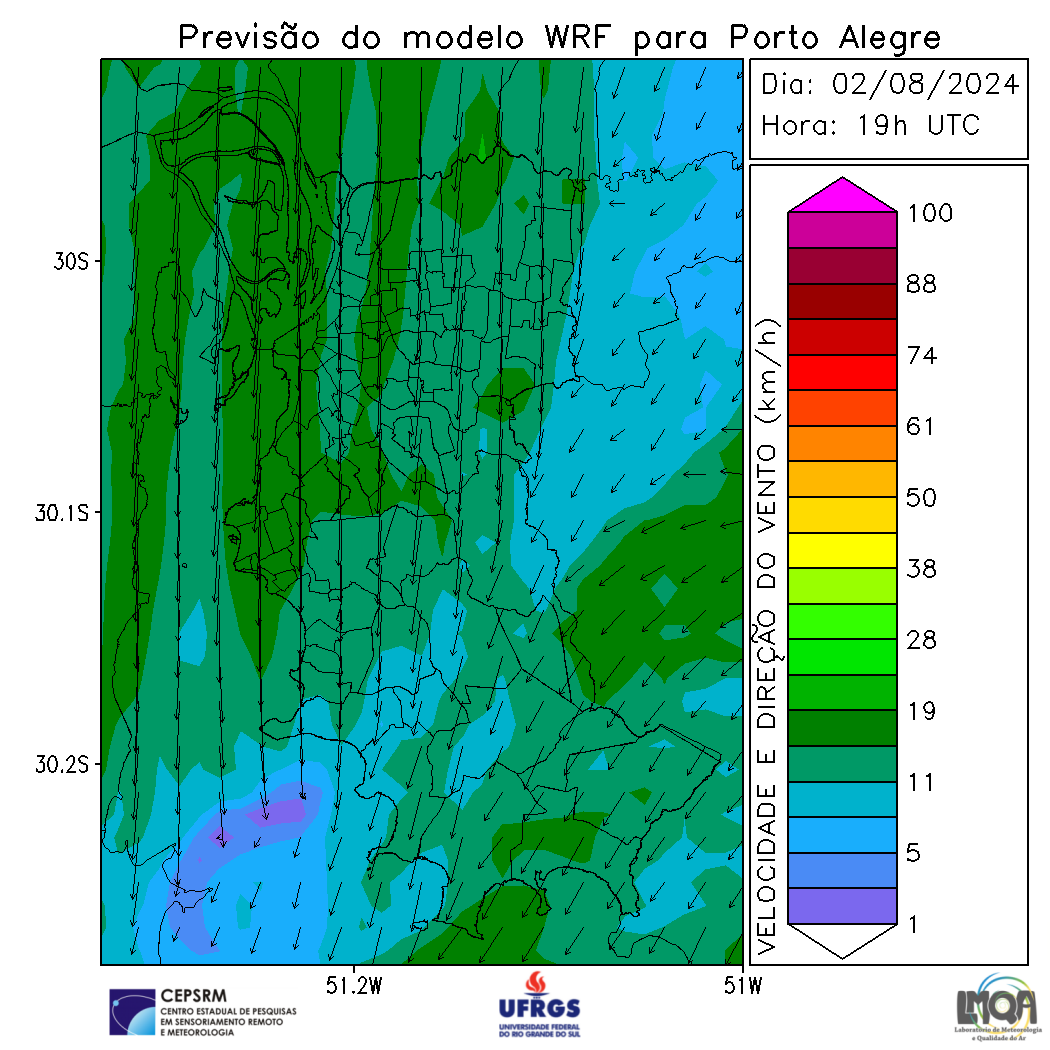 Previsão do modelo WRF para Porto Alegre
Dia: 02/08/2024
Hora: 19h UTC
30S
30.1S
30.2S
51.2W
51W
VELOCIDADE E DIREÇÃO DO VENTO (km/h)
100
88
74
61
50
38
28
19
11
5
1
CEPSRM
CENTRO ESTADUAL DE PESQUISAS
EM SENSORIAMENTO REMOTO
E METEOROLOGIA
UFRGS
UNIVERSIDADE FEDERAL
DO RIO GRANDE DO SUL
LMQA
Laboratório de Meteorologia
e Qualidade do Ar